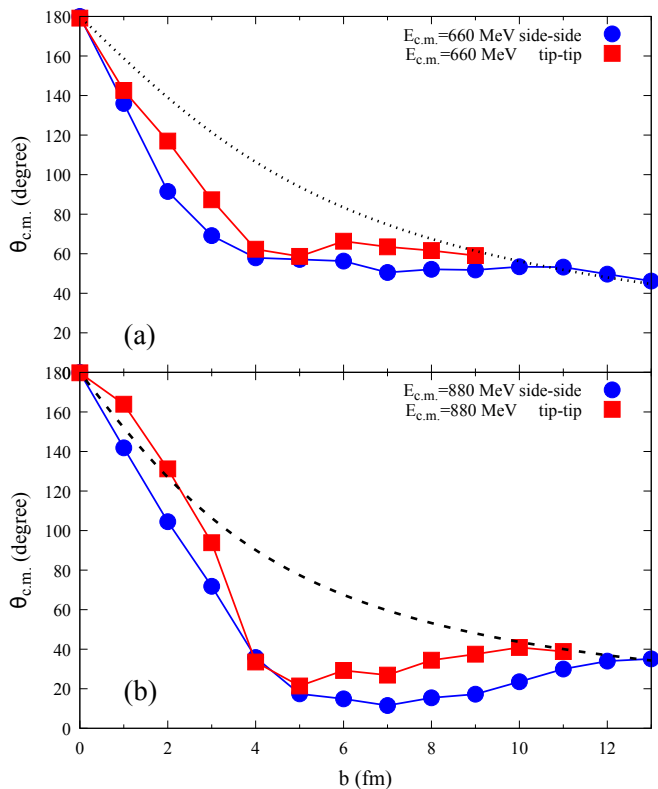 180
160
140
120
100
80
60
40
20
θc.m. (degree)
Ec.m.=660 MeV side-side
Ec.m.=660 MeV tip-tip
(a)
180
160
140
120
100
80
60
40
20
0
θc.m. (degree)
Ec.m.=880 MeV side-side
Ec.m.=880 MeV tip-tip
(b)
0 2 4 6 8 10 12
b (fm)